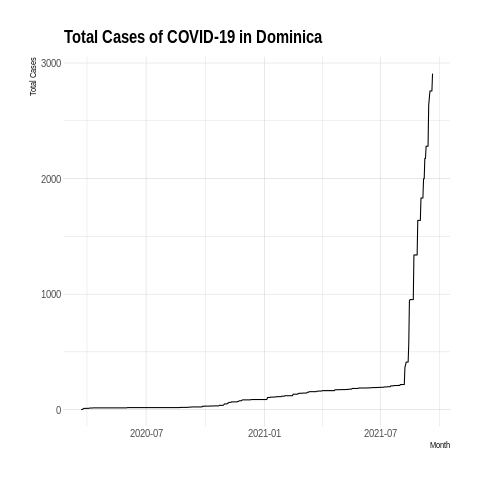 Total Cases of COVID-19 in Dominica
Total Cases
3000
2000
1000
0
2020-07 2021-01 2021-07
Month